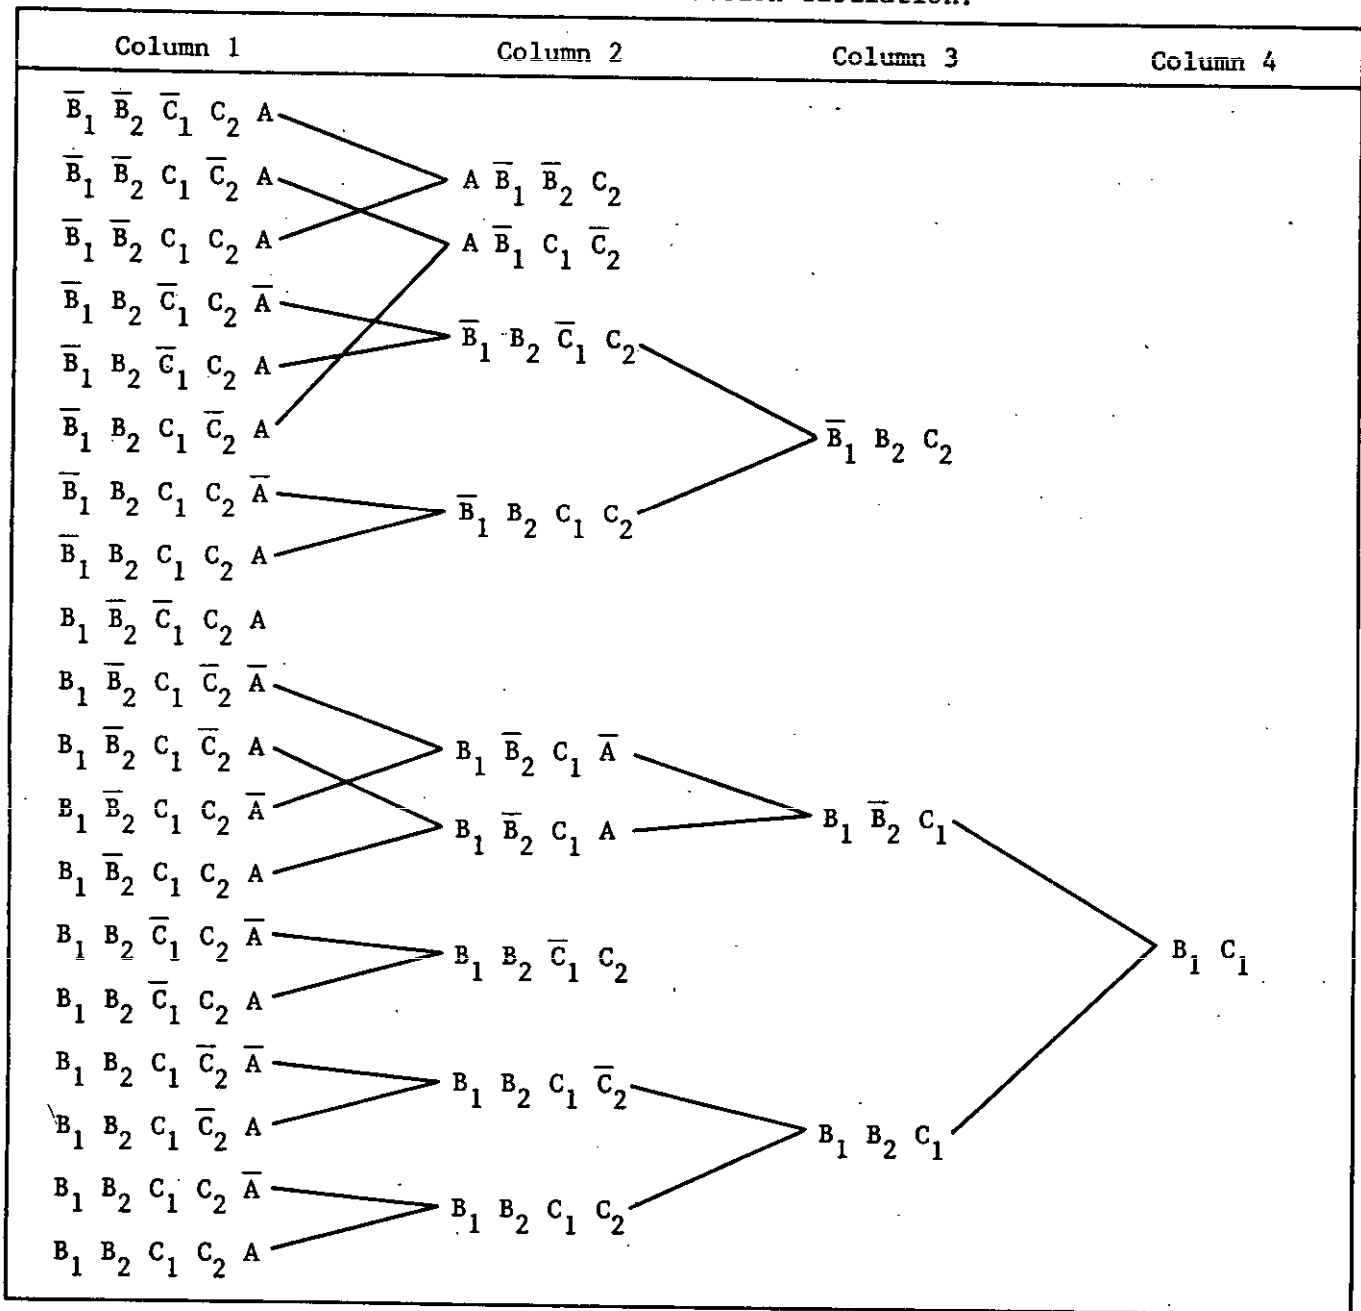 Column 1 Column 2 Column 3 Column 4
B̅₁ B̅₂ C̅₁ C₂ A
B̅₁ B̅₂ C₁ C̅₂ A
A B̅₁ B̅₂ C₂
B̅₁ B̅₂ C₁ C₂ A
A B̅₁ C₁ C̅₂
B̅₁ B₂ C̅₁ C₂ A̅
B̅₁ B₂ C̅₁ C₂
B̅₁ B₂ C̅₁ C₂ A
B̅₁ B₂ C₁ C̅₂ A
B̅₁ B₂ C₂
B̅₁ B₂ C₁ C₂ A̅
B̅₁ B₂ C₁ C₂
B̅₁ B₂ C₁ C₂ A
B₁ B̅₂ C̅₁ C₂ A
B₁ B̅₂ C₁ C̅₂ A̅
B₁ B̅₂ C₁ C̅₂ A
B₁ B̅₂ C₁ A̅
B₁ B̅₂ C₁ C₂ A̅
B₁ B̅₂ C₁ A
B₁ B̅₂ C₁
B₁ B̅₂ C₁ C₂ A
B₁ B₂ C̅₁ C₂ A̅
B₁ B₂ C̅₁ C₂
B₁ C₁
B₁ B₂ C̅₁ C₂ A
B₁ B₂ C₁ C̅₂ A̅
B₁ B₂ C₁ C̅₂
B₁ B₂ C₁ C̅₂ A
B₁ B₂ C₁
B₁ B₂ C₁ C₂ A̅
B₁ B₂ C₁ C₂
B₁ B₂ C₁ C₂ A